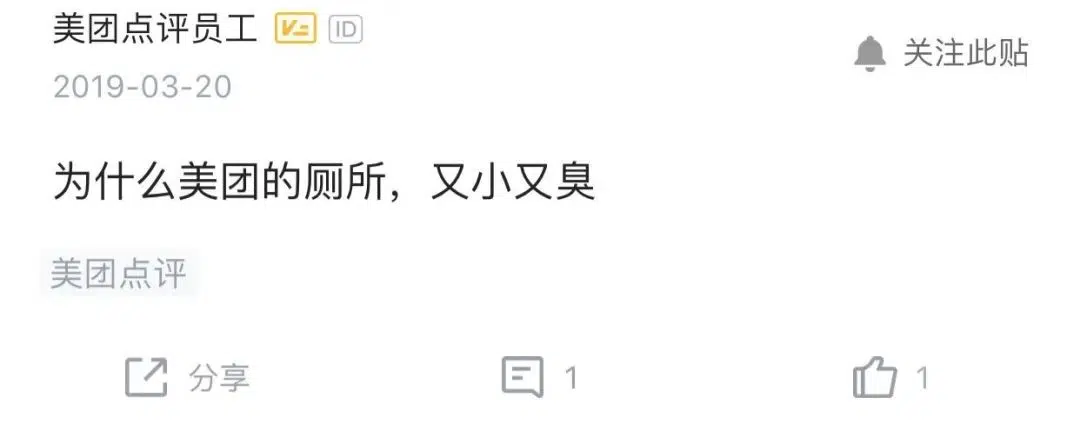 美团点评员工 V= ID
关注此贴
2019-03-20
为什么美团的厕所，又小又臭
美团点评
分享 1 1